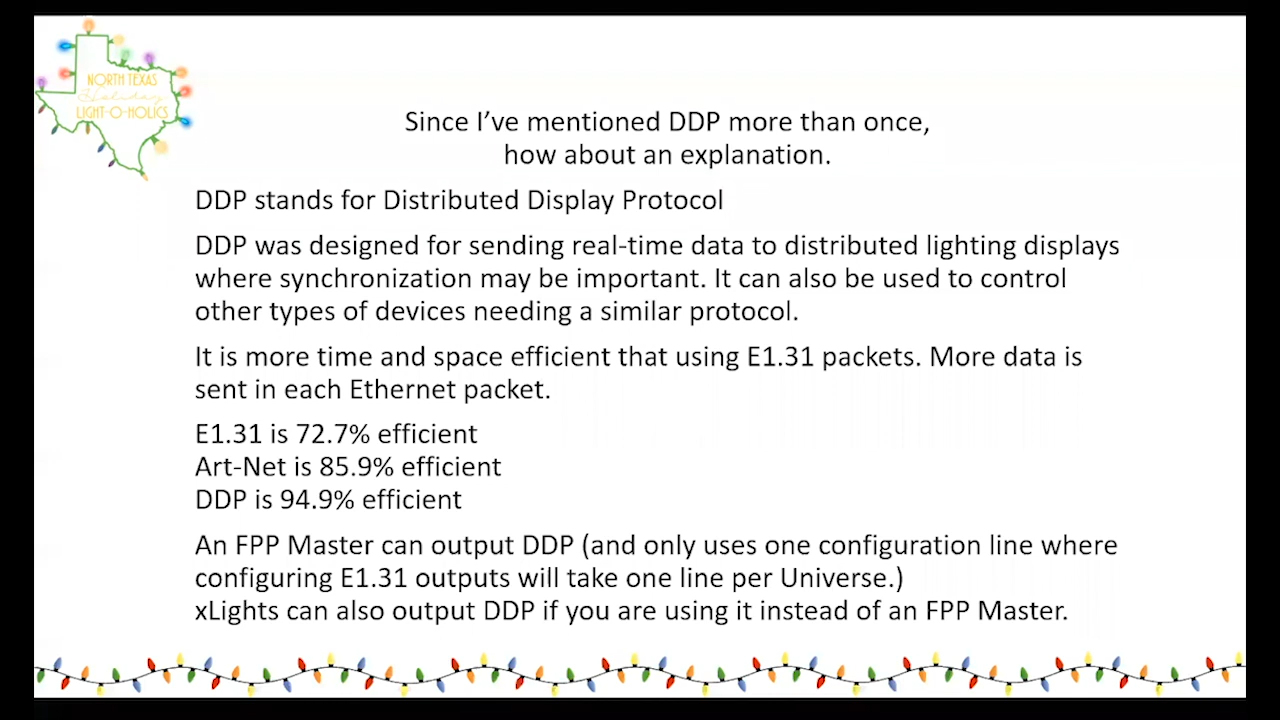 NORTH TEXAS
Holiday
LIGHT-O-HOLICS
Since I've mentioned DDP more than once,
how about an explanation.
DDP stands for Distributed Display Protocol
DDP was designed for sending real-time data to distributed lighting displays
where synchronization may be important. It can also be used to control
other types of devices needing a similar protocol.
It is more time and space efficient that using E1.31 packets. More data is
sent in each Ethernet packet.
E1.31 is 72.7% efficient
Art-Net is 85.9% efficient
DDP is 94.9% efficient
An FPP Master can output DDP (and only uses one configuration line where
configuring E1.31 outputs will take one line per Universe.)
xLights can also output DDP if you are using it instead of an FPP Master.